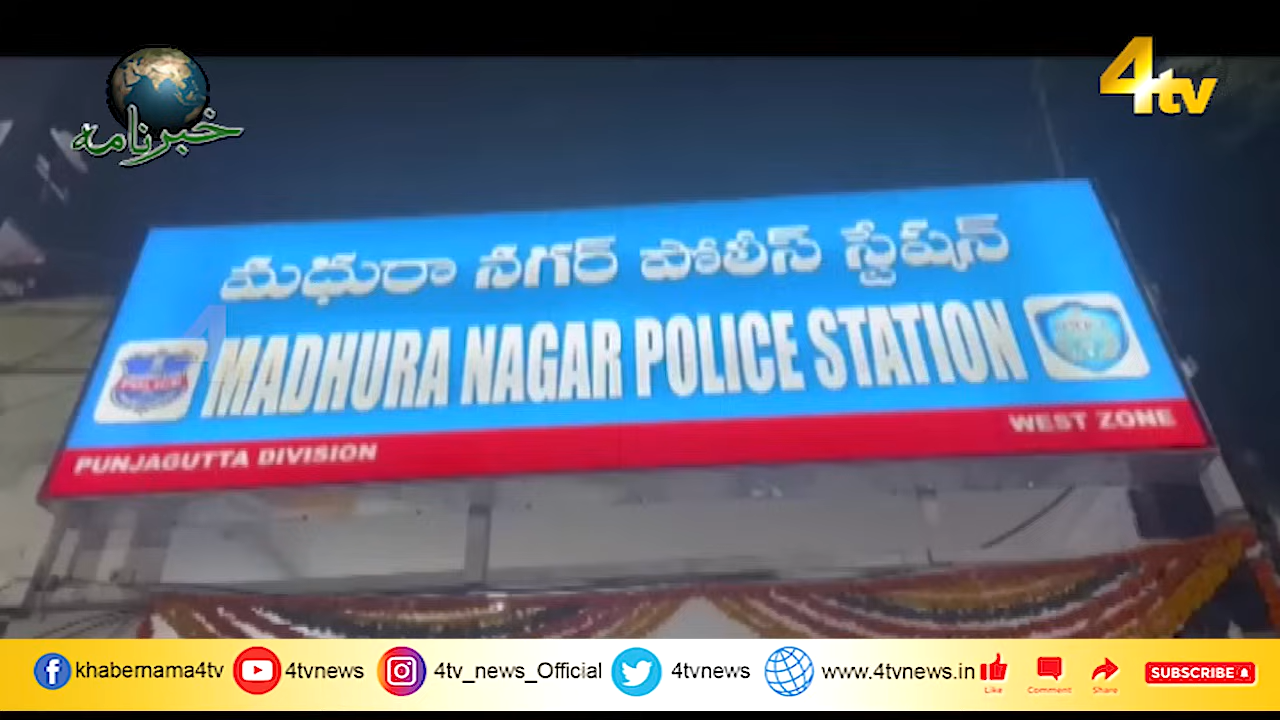 خبرنامہ
4tv
మధురా నగర్ పోలీస్ స్టేషన్
MADHURA NAGAR POLICE STATION
POLICE
PUNJAGUTTA DIVISION
WEST ZONE
khabernama4tv 4tvnews 4tv_news_Official 4tvnews www.4tvnews.in
Like Comment Share
SUBSCRIBE